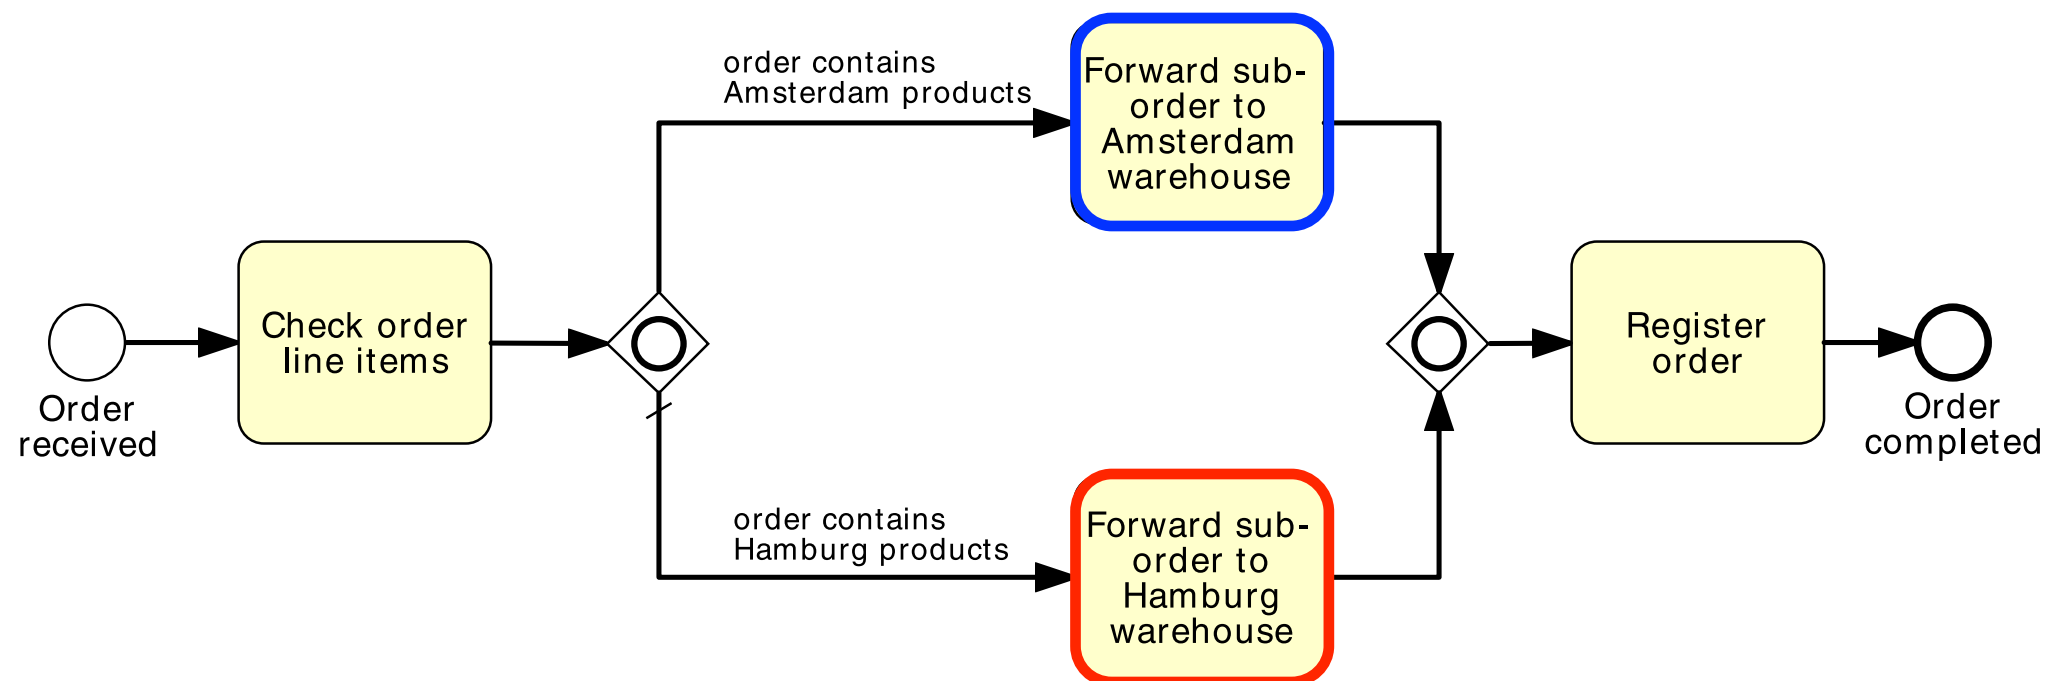 Order
received
Check order
line items
order contains
Amsterdam products
Forward sub-
order to
Amsterdam
warehouse
order contains
Hamburg products
Forward sub-
order to
Hamburg
warehouse
Register
order
Order
completed